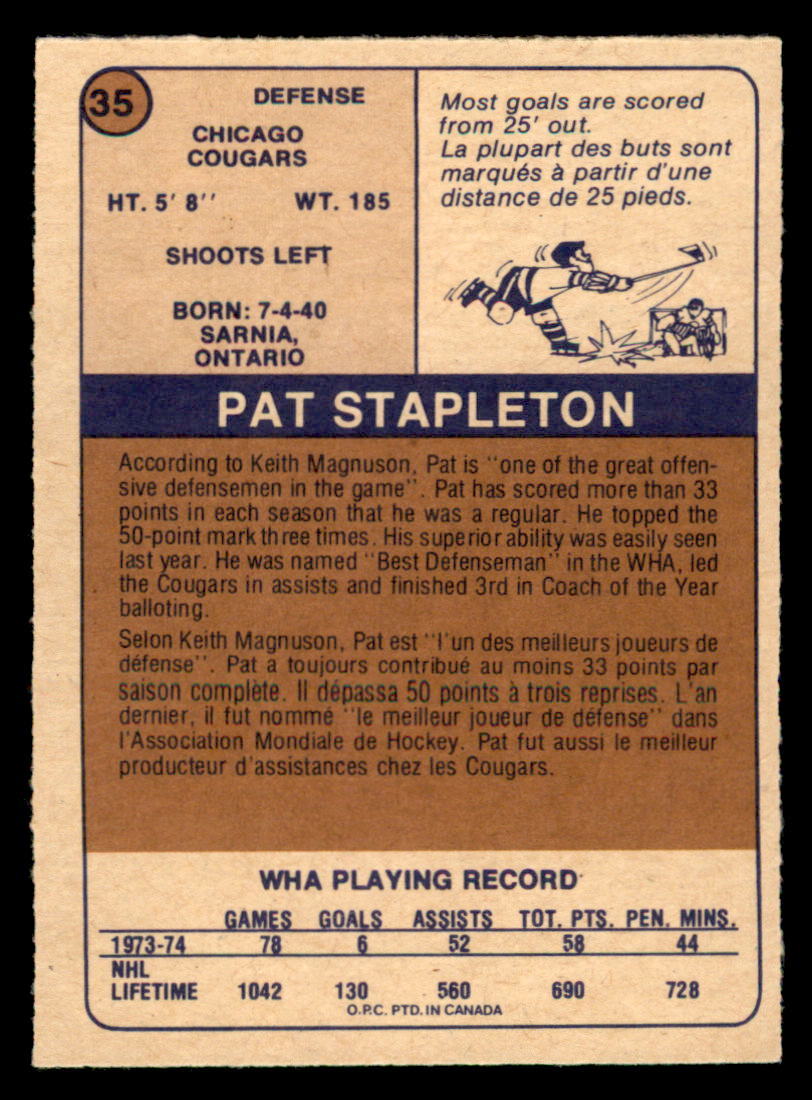 35
DEFENSE
CHICAGO
COUGARS
HT. 5' 8''
WT. 185
SHOOTS LEFT
BORN: 7-4-40
SARNIA,
ONTARIO
Most goals are scored
from 25' out.
La plupart des buts sont
marqués à partir d'une
distance de 25 pieds.
PAT STAPLETON
According to Keith Magnuson, Pat is ''one of the great offen-
sive defensemen in the game''. Pat has scored more than 33
points in each season that he was a regular. He topped the
50-point mark three times. His superior ability was easily seen
last year. He was named ''Best Defenseman'' in the WHA, led
the Cougars in assists and finished 3rd in Coach of the Year
balloting.
Selon Keith Magnuson, Pat est ''l'un des meilleurs joueurs de
défense''. Pat a toujours contribué au moins 33 points par
saison complète. Il dépassa 50 points à trois reprises. L'an
dernier, il fut nommé ''le meilleur joueur de défense'' dans
l'Association Mondiale de Hockey. Pat fut aussi le meilleur
producteur d'assistances chez les Cougars.
WHA PLAYING RECORD
GAMES GOALS ASSISTS TOT. PTS. PEN. MINS.
1973-74 78 6 52 58 44
NHL
LIFETIME 1042 130 560 690 728
O.P.C. PTD. IN CANADA